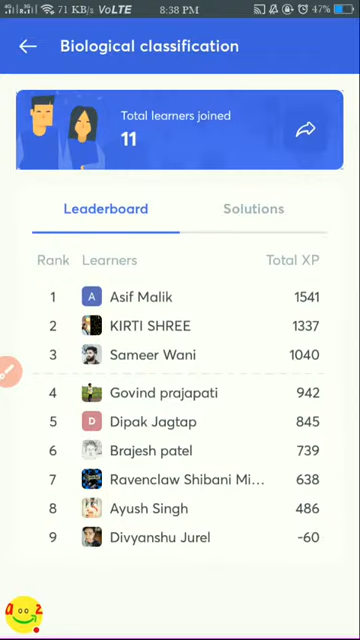 71 KB/s VoLTE 8:38 PM 47%
Biological classification
Total learners joined
11
Leaderboard Solutions
Rank Learners Total XP
1 A Asif Malik 1541
2 KIRTI SHREE 1337
3 Sameer Wani 1040
4 Govind prajapati 942
5 D Dipak Jagtap 845
6 Brajesh patel 739
7 Ravenclaw Shibani Mi... 638
8 Ayush Singh 486
9 Divyanshu Jurel -60
a z